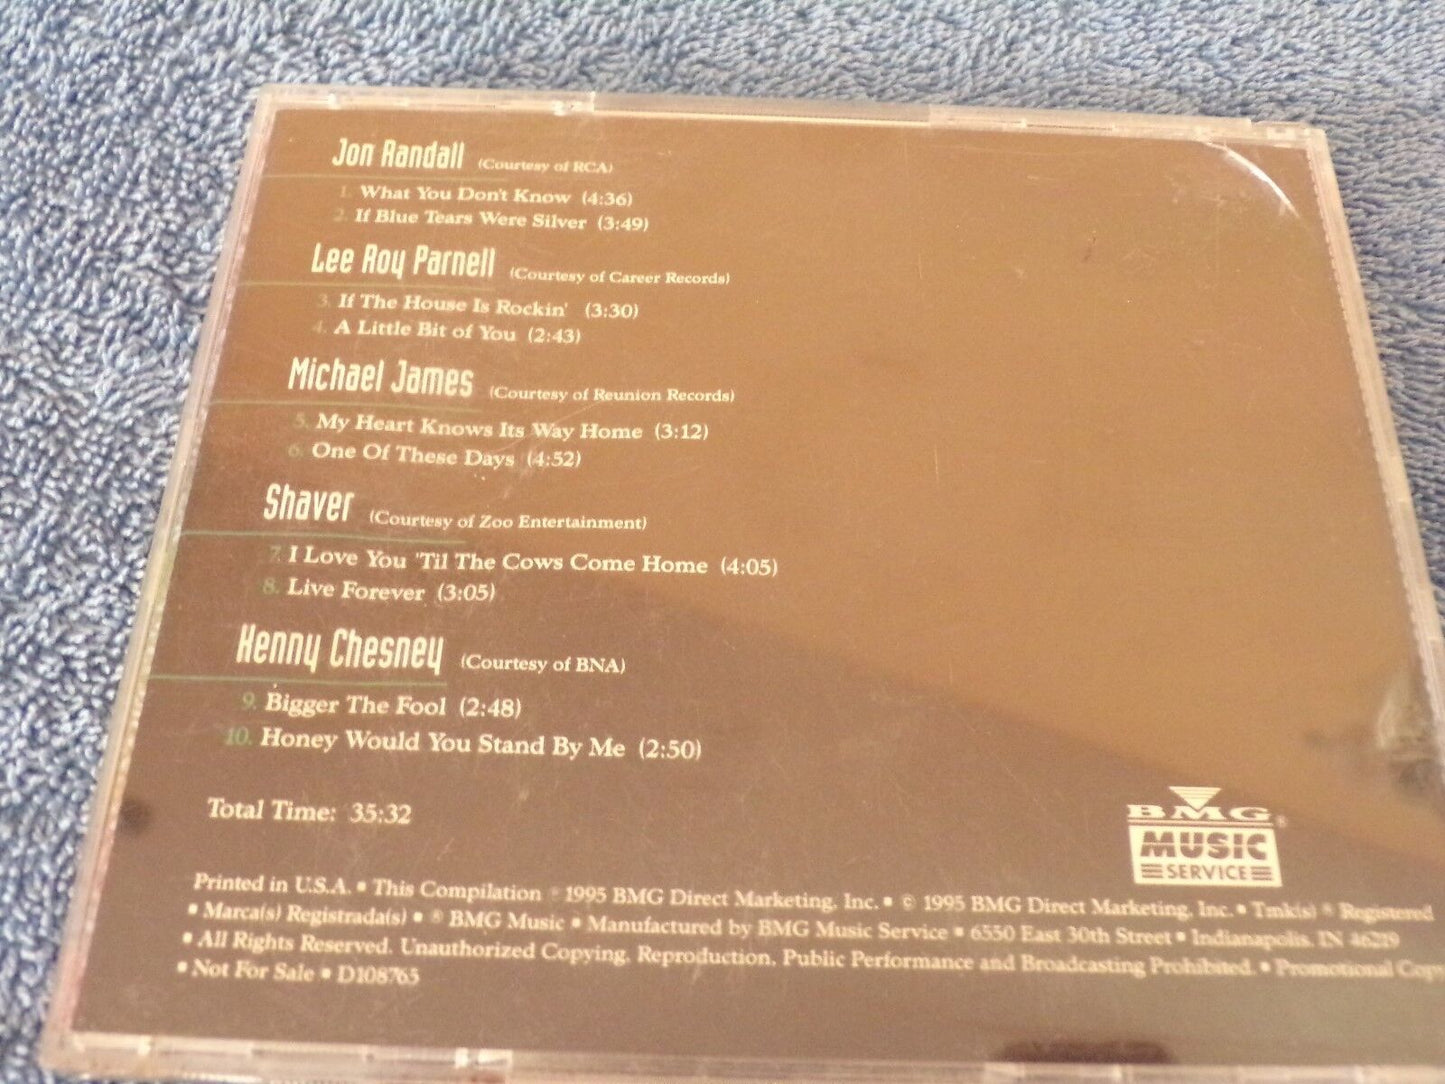 Jon Randall (Courtesy of RCA)
1. What You Don't Know (4:36)
2. If Blue Tears Were Silver (3:49)
Lee Roy Parnell (Courtesy of Career Records)
3. If The House Is Rockin' (3:30)
4. A Little Bit of You (2:43)
Michael James (Courtesy of Reunion Records)
5. My Heart Knows Its Way Home (3:12)
6. One Of These Days (4:52)
Shaver (Courtesy of Zoo Entertainment)
7. I Love You 'Til The Cows Come Home (4:05)
8. Live Forever (3:05)
Kenny Chesney (Courtesy of BNA)
9. Bigger The Fool (2:48)
10. Honey Would You Stand By Me (2:50)
Total Time: 35:32
BMG®
MUSIC
SERVICE
Printed in U.S.A. • This Compilation ℗ 1995 BMG Direct Marketing, Inc. • © 1995 BMG Direct Marketing, Inc. • Tmk(s) ® Registered
• Marca(s) Registrada(s) • ® BMG Music • Manufactured by BMG Music Service • 6550 East 30th Street • Indianapolis, IN 46219
• All Rights Reserved. Unauthorized Copying, Reproduction, Public Performance and Broadcasting Prohibited. • Promotional Copy
• Not For Sale • D108765